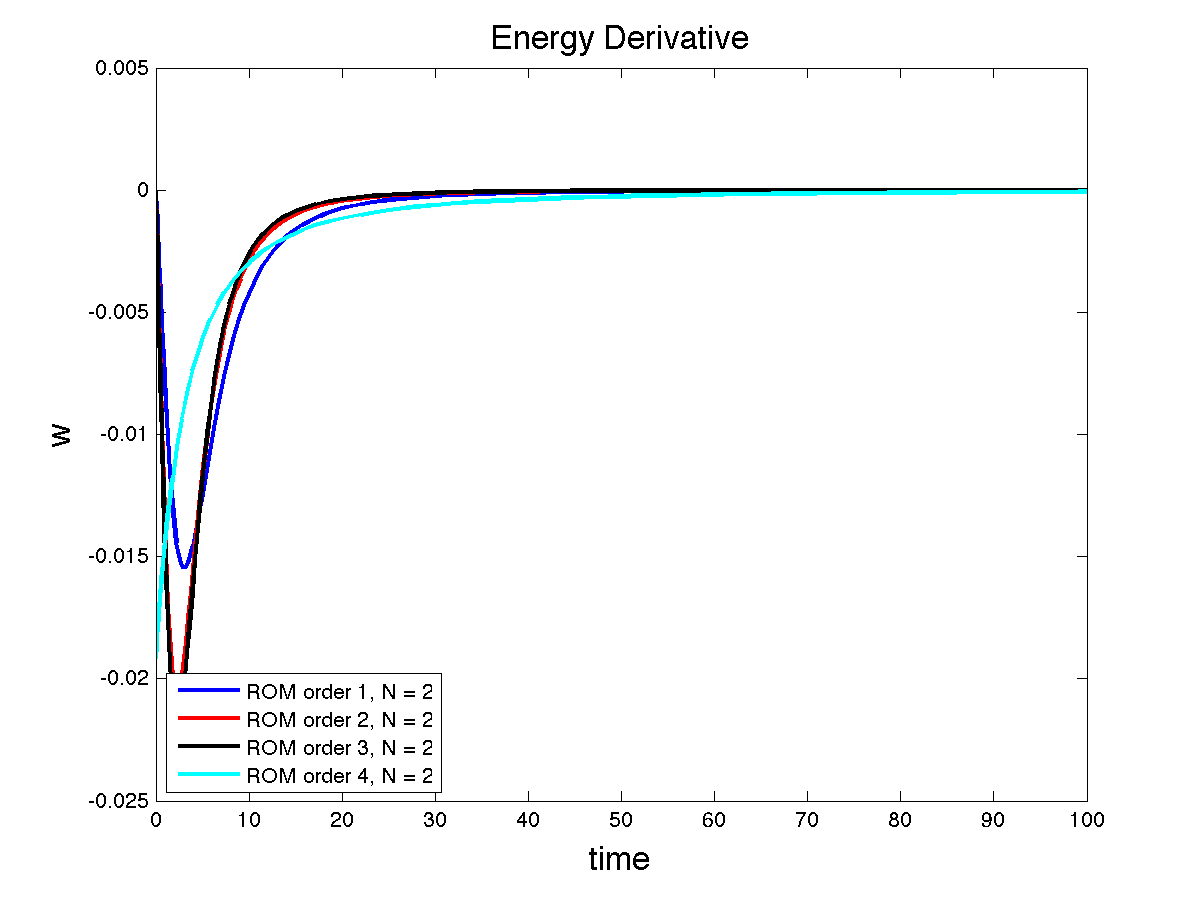 Energy Derivative
0.005
0
-0.005
-0.01
-0.015
-0.02
-0.025
w
ROM order 1, N = 2
ROM order 2, N = 2
ROM order 3, N = 2
ROM order 4, N = 2
0 10 20 30 40 50 60 70 80 90 100
time